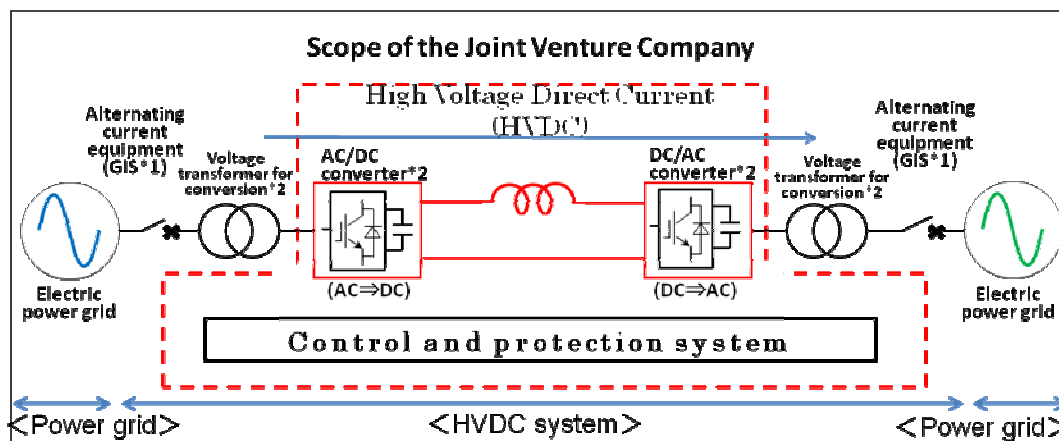 Scope of the Joint Venture Company
High Voltage Direct Current
(HVDC)
Alternating
current
equipment
(GIS*1)
Voltage
transformer for
conversion*2
AC/DC
converter*2
DC/AC
converter*2
Voltage
transformer for
conversion*2
Alternating
current
equipment
(GIS*1)
Electric
power grid
(AC⇒DC)
(DC⇒AC)
Electric
power grid
Control and protection system
<Power grid>
<HVDC system>
<Power grid>